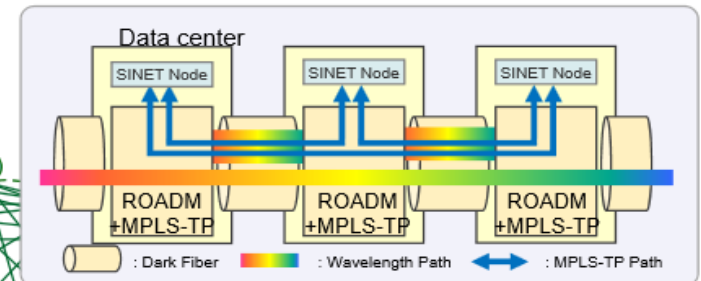 Data center
SINET Node
SINET Node
SINET Node
ROADM
+MPLS-TP
ROADM
+MPLS-TP
ROADM
+MPLS-TP
: Dark Fiber
: Wavelength Path
: MPLS-TP Path